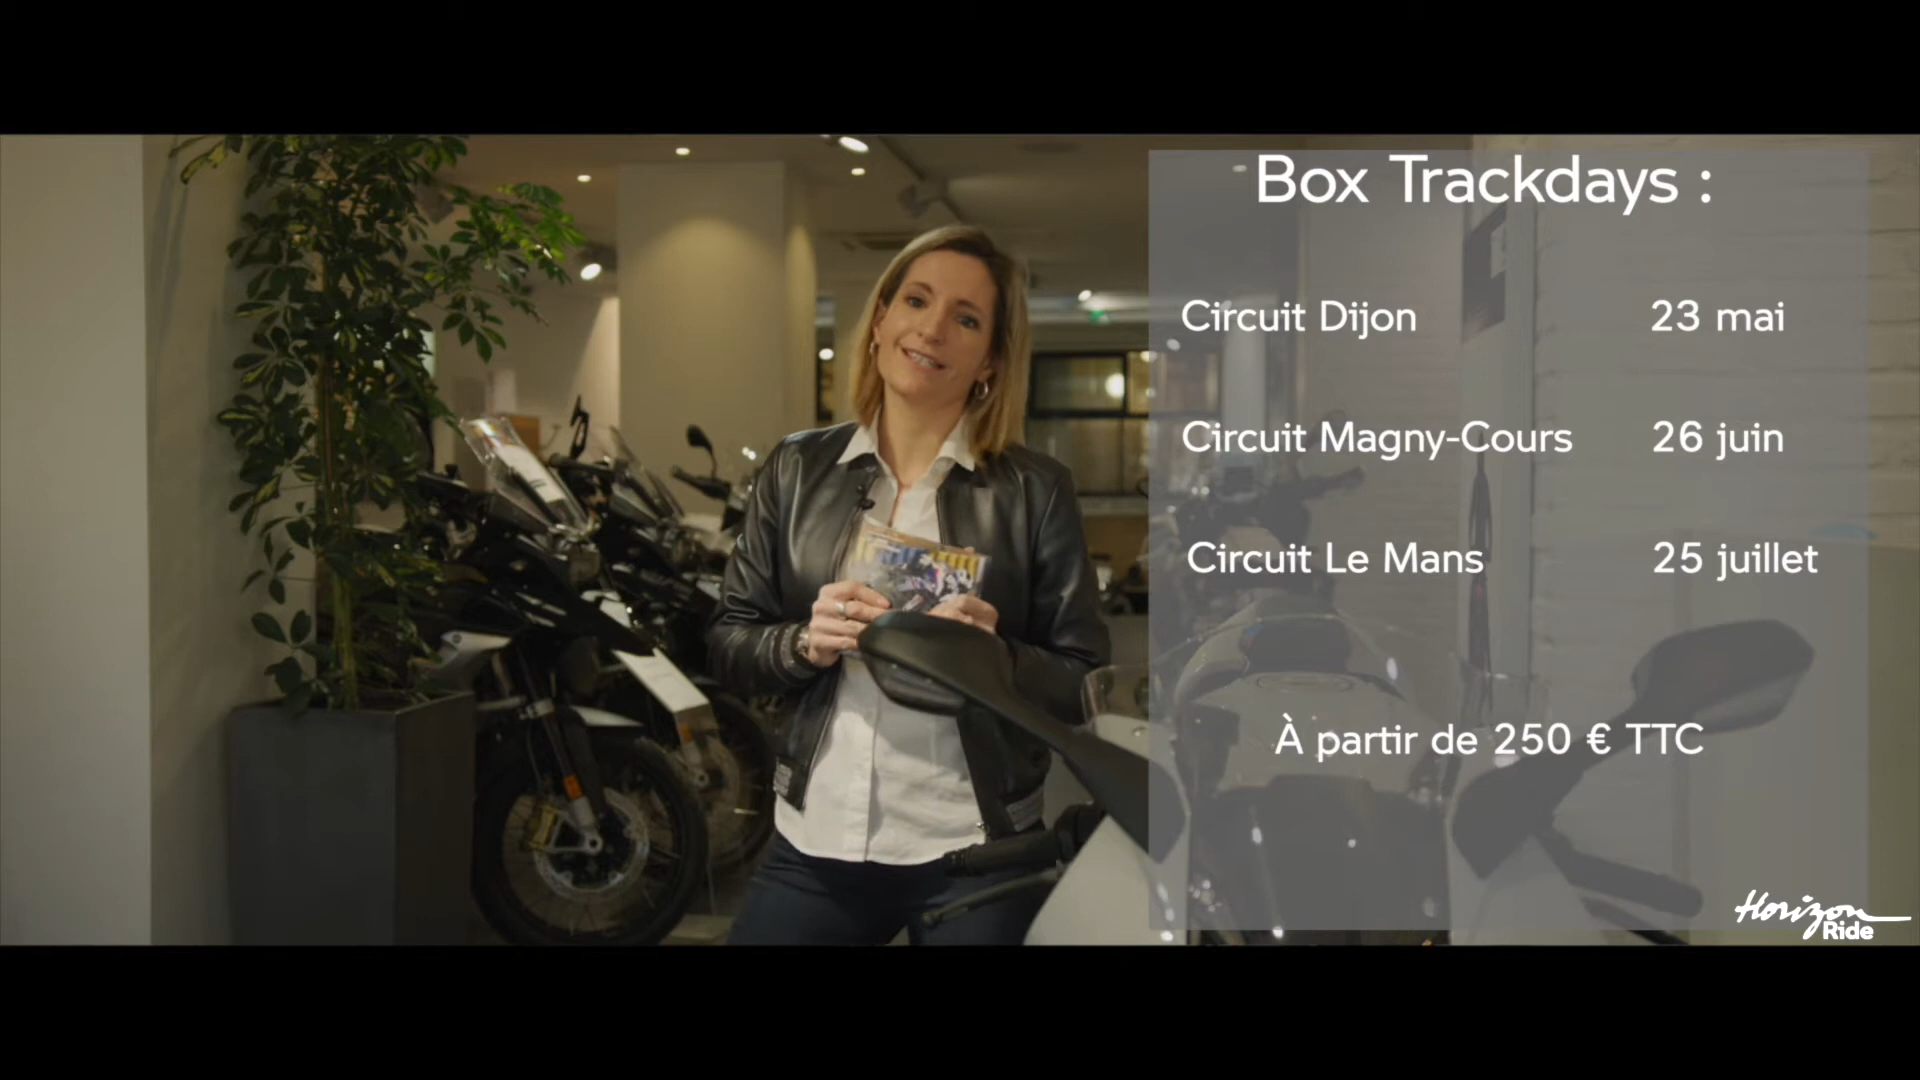 Box Trackdays :
Circuit Dijon 23 mai
Circuit Magny-Cours 26 juin
Circuit Le Mans 25 juillet
À partir de 250 € TTC
Horizon
Ride